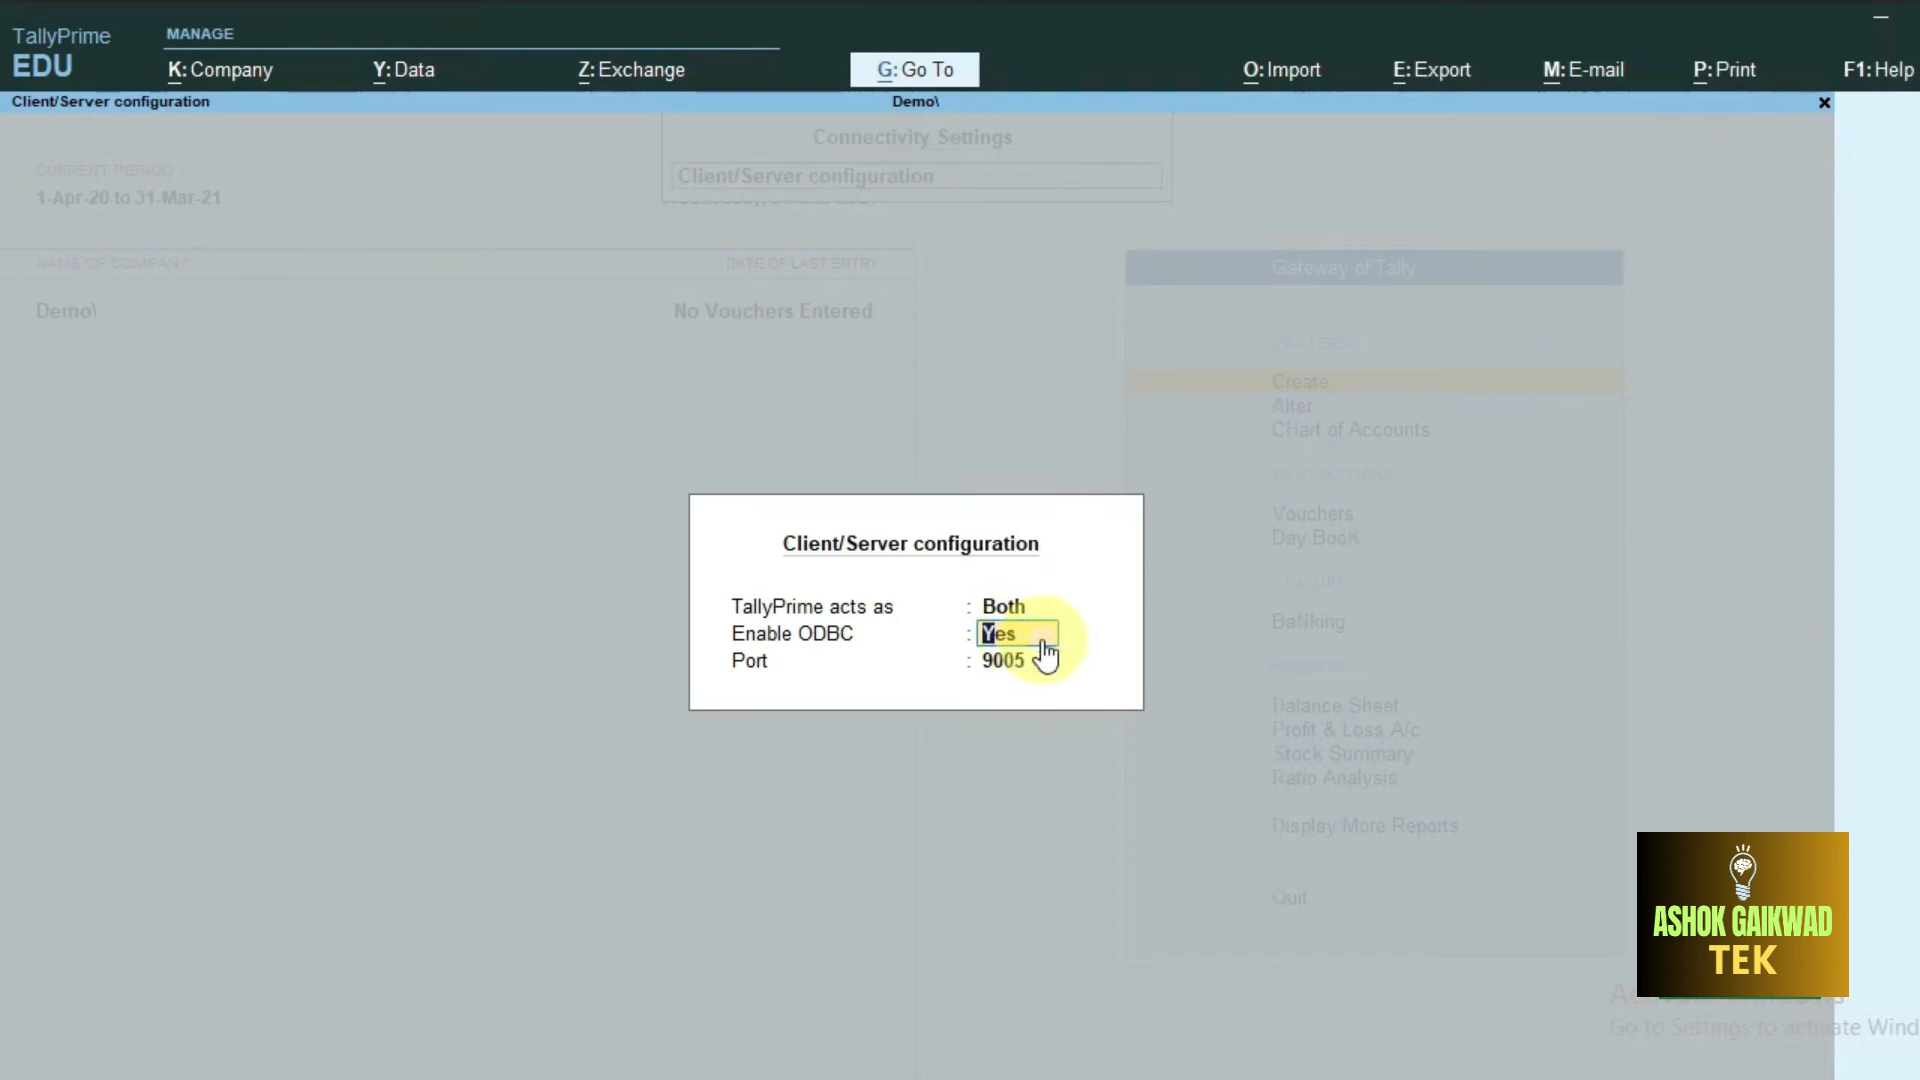 TallyPrime
EDU
MANAGE
K: Company
Y: Data
Z: Exchange
G: Go To
O: Import
E: Export
M: E-mail
P: Print
F1: Help
Client/Server configuration
Demo\
Connectivity Settings
Client/Server configuration
CURRENT PERIOD
1-Apr-20 to 31-Mar-21
NAME OF COMPANY
DATE OF LAST ENTRY
Demo\
No Vouchers Entered
Gateway of Tally
MASTERS
Create
Alter
CHart of Accounts
TRANSACTIONS
Vouchers
Day BooK
UTILITIES
BaNking
REPORTS
Balance Sheet
Profit & Loss A/c
Stock Summary
Ratio Analysis
Display More Reports
Quit
Client/Server configuration
TallyPrime acts as : Both
Enable ODBC : Yes
Port : 9005
ASHOK GAIKWAD
TEK
Go to Settings to activate Wind